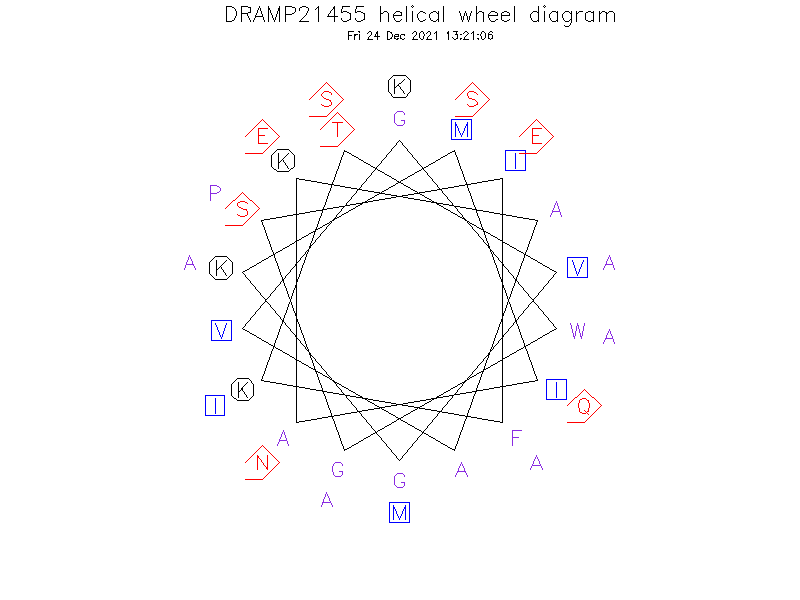 DRAMP21455 helical wheel diagram
Fri 24 Dec 2021 13:21:06
K
S S
G
T M
E E
K I
A
P S
A K V A
V W A
I K I Q
A F
N G G A A
A M